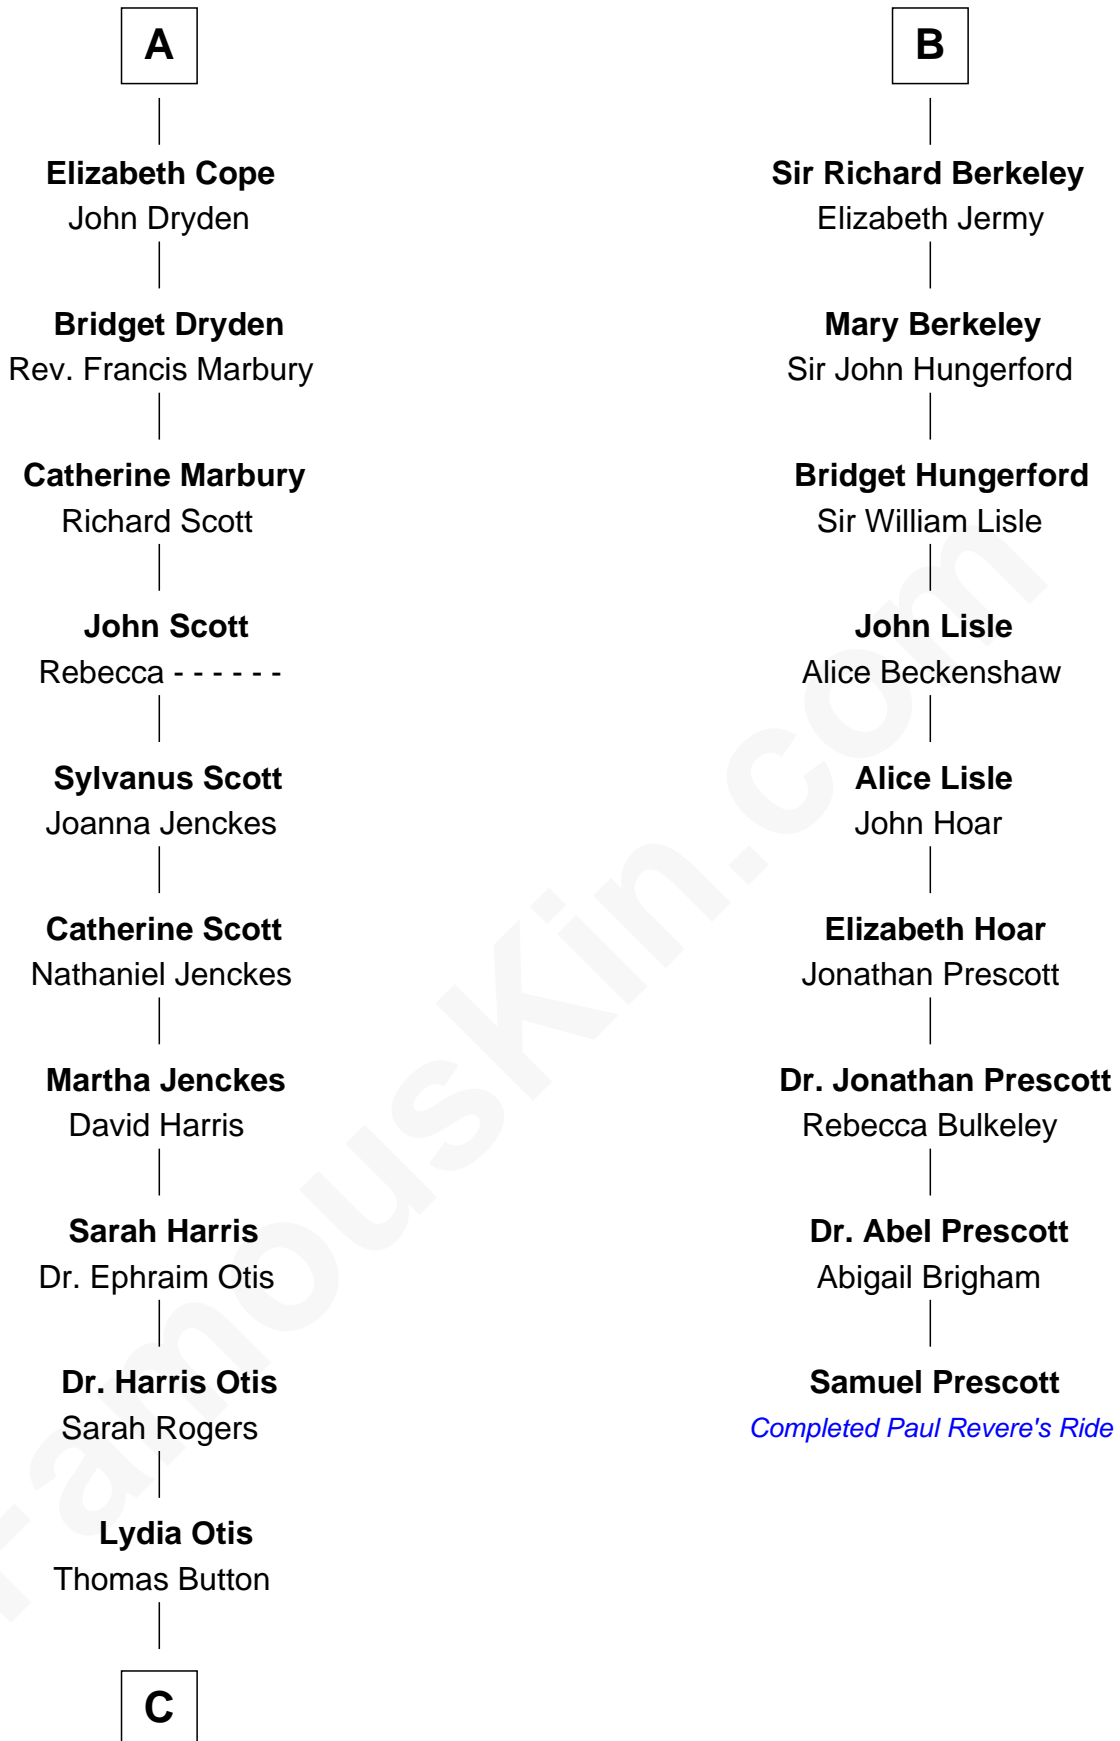 A
Elizabeth Cope
John Dryden
Bridget Dryden
Rev. Francis Marbury
Catherine Marbury
Richard Scott
John Scott
Rebecca - - - - - -
Sylvanus Scott
Joanna Jenckes
Catherine Scott
Nathaniel Jenckes
Martha Jenckes
David Harris
Sarah Harris
Dr. Ephraim Otis
Dr. Harris Otis
Sarah Rogers
Lydia Otis
Thomas Button
C
B
Sir Richard Berkeley
Elizabeth Jermy
Mary Berkeley
Sir John Hungerford
Bridget Hungerford
Sir William Lisle
John Lisle
Alice Beckenshaw
Alice Lisle
John Hoar
Elizabeth Hoar
Jonathan Prescott
Dr. Jonathan Prescott
Rebecca Bulkeley
Dr. Abel Prescott
Abigail Brigham
Samuel Prescott
Completed Paul Revere's Ride
FamousKin.com